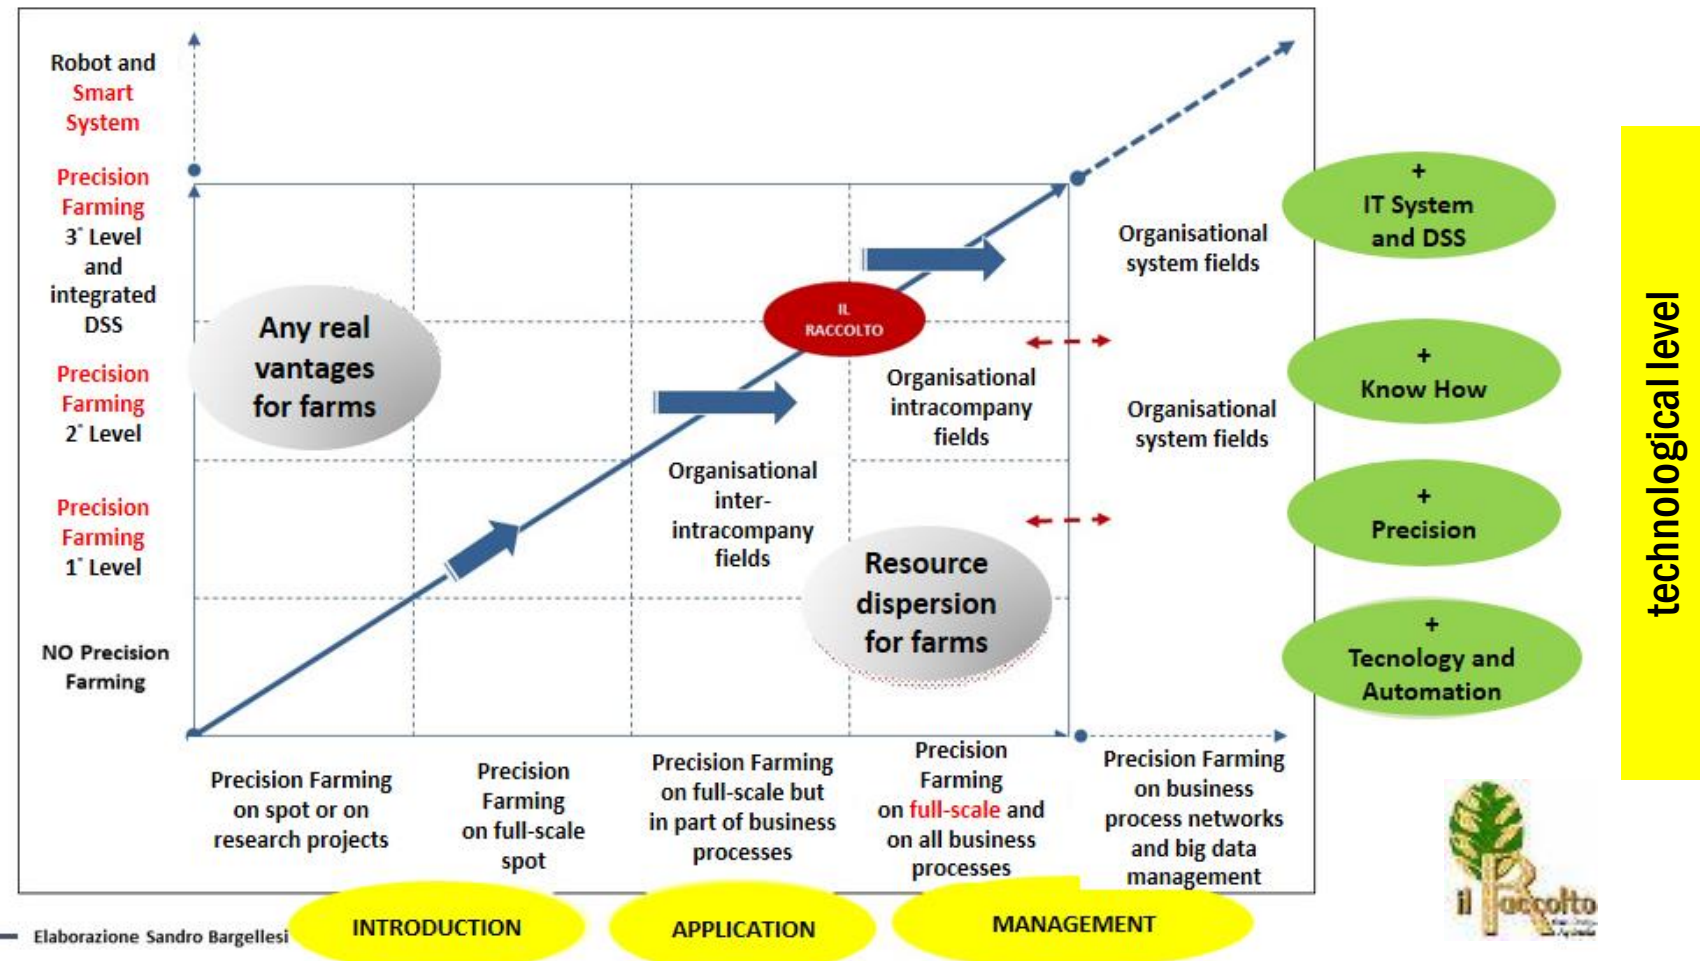 Robot and
Smart
System
Precision
Farming
3° Level
and
integrated
DSS
Precision
Farming
2° Level
Precision
Farming
1° Level
NO Precision
Farming
Any real
vantages
for farms
IL
RACCOLTO
Organisational
inter-
intracompany
fields
Organisational
intracompany
fields
Resource
dispersion
for farms
Organisational
system fields
Organisational
system fields
+
IT System
and DSS
+
Know How
+
Precision
+
Tecnology and
Automation
technological level
Precision Farming
on spot or on
research projects
Precision
Farming
on full-scale
spot
Precision Farming
on full-scale but
in part of business
processes
Precision
Farming
on full-scale and
on all business
processes
Precision Farming
on business
process networks
and big data
management
INTRODUCTION
APPLICATION
MANAGEMENT
Elaborazione Sandro Bargellesi
il Raccolto